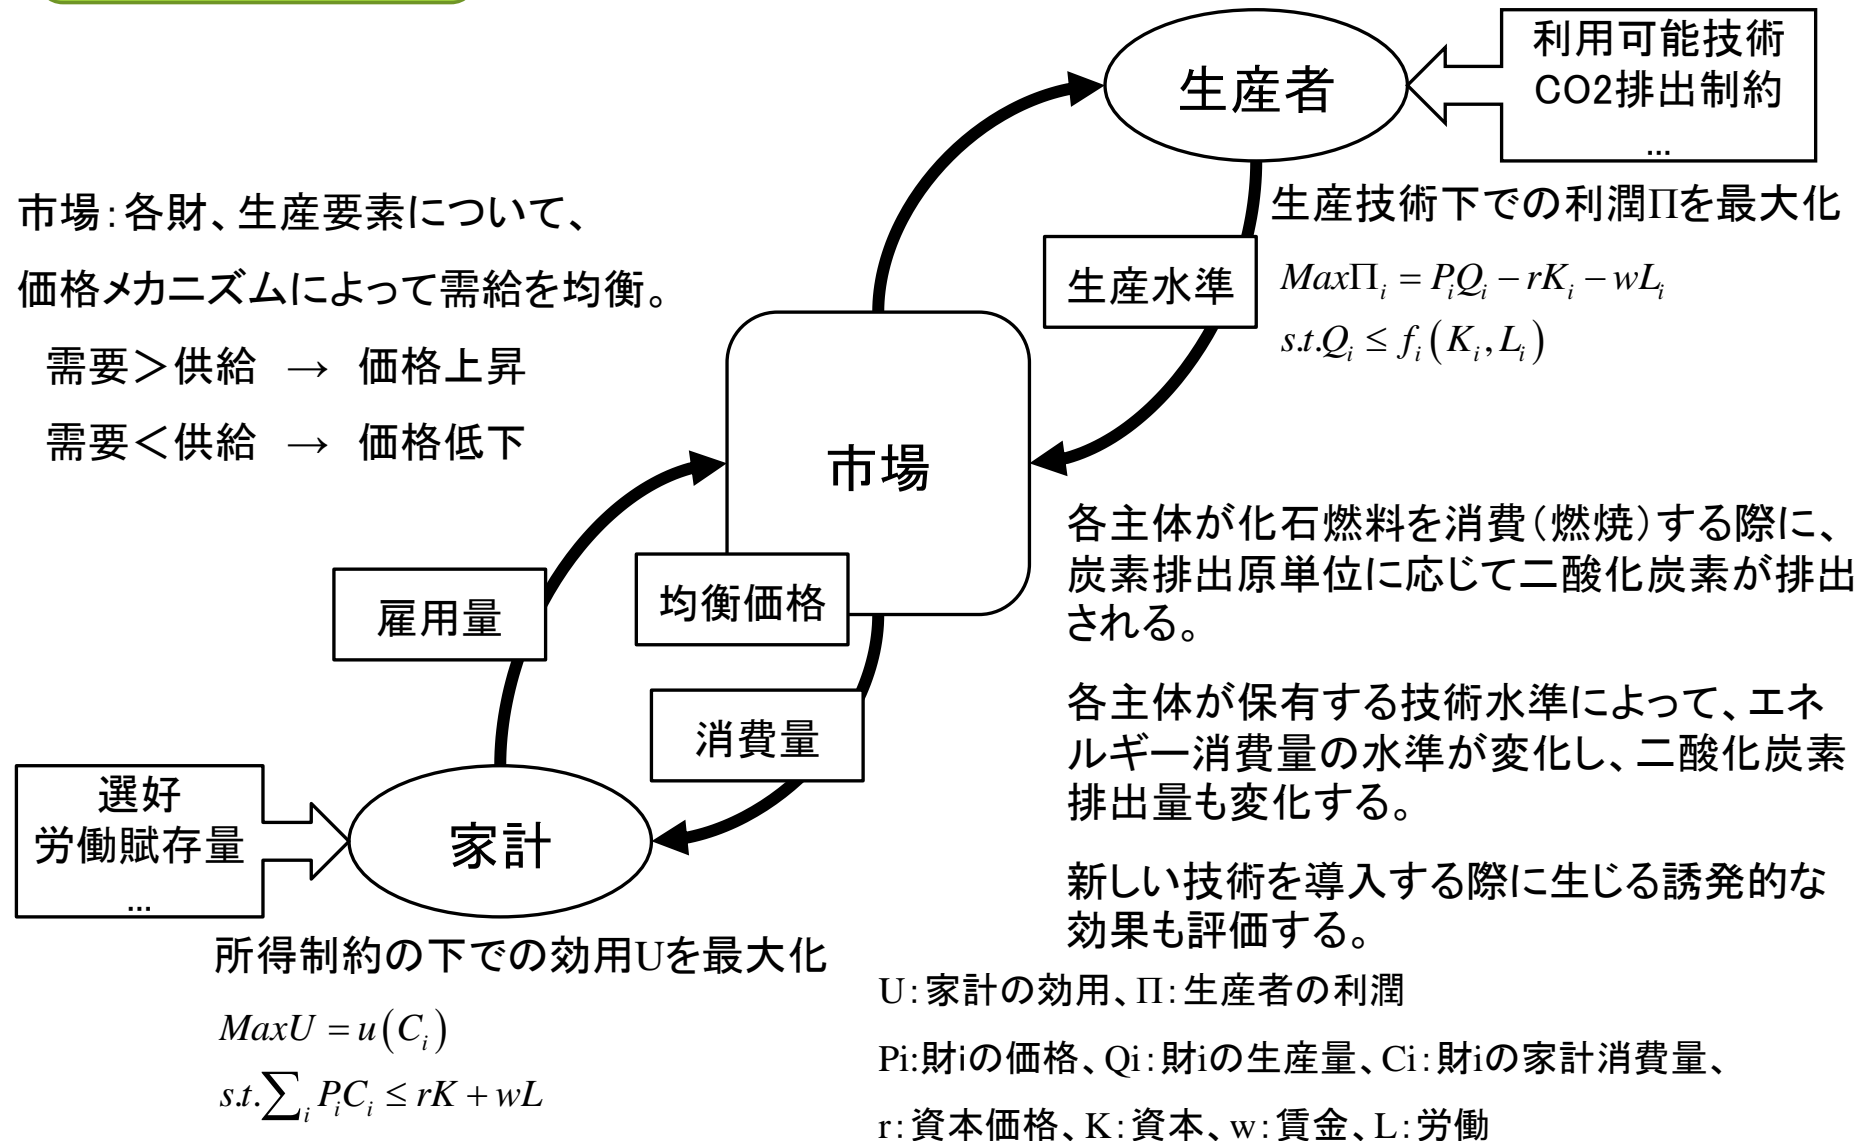 利用可能技術
CO2排出制約
...
生産者
生産技術下での利潤Πを最大化
MaxΠ_i = P_iQ_i − rK_i − wL_i
s.t.Q_i ≤ f_i(K_i, L_i)
生産水準
市場：各財、生産要素について、
価格メカニズムによって需給を均衡。
需要＞供給 → 価格上昇
需要＜供給 → 価格低下
市場
均衡価格
雇用量
消費量
選好
労働賦存量
...
家計
所得制約の下での効用Uを最大化
MaxU = u(C_i)
s.t.∑_i P_iC_i ≤ rK + wL
各主体が化石燃料を消費（燃焼）する際に、
炭素排出原単位に応じて二酸化炭素が排出
される。
各主体が保有する技術水準によって、エネ
ルギー消費量の水準が変化し、二酸化炭素
排出量も変化する。
新しい技術を導入する際に生じる誘発的な
効果も評価する。
U：家計の効用、Π：生産者の利潤
Pi:財iの価格、Qi：財iの生産量、Ci：財iの家計消費量、
r：資本価格、K：資本、w：賃金、L：労働